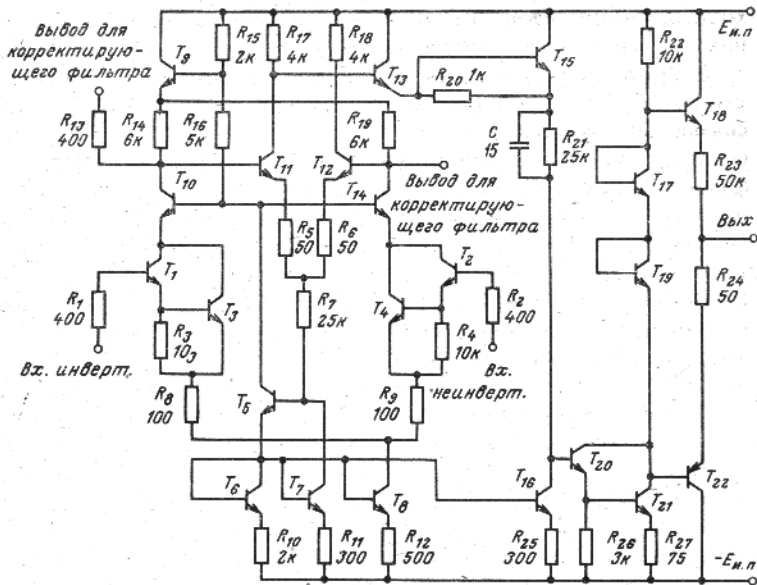 Вывод для
корректирую-
щего фильтра
T9
R15
2к
R17
4к
R18
4к
T13
R20 1к
T15
R22
10к
Eи.п
T18
R13
400
R14
6к
R16
5к
R19
6к
C
15
R21
25к
T11
T12
T10
T14
Вывод для
корректирую-
щего фильтра
T17
R23
50к
Вых
R5
50
R6
50
T1
T2
T19
R24
50
R1
400
T3
R7
25к
T4
R2
400
R3
10з
R4
10к
Вх. инверт.
Вх.
неинверт.
R8
100
T5
R9
100
T6
T7
T8
T16
T20
T21
T22
R10
2к
R11
300
R12
500
R25
300
R26
3к
R27
75
-Eи.п